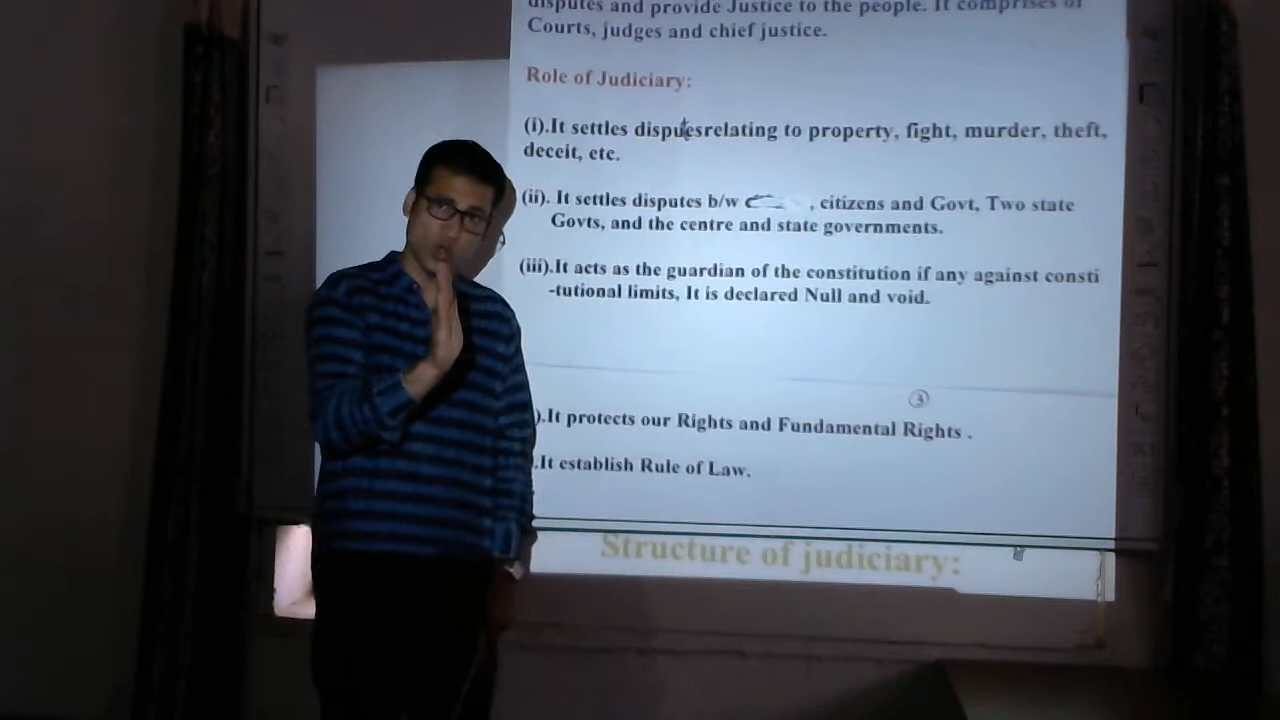 disputes and provide Justice to the people. It comprises of
Courts, judges and chief justice.
Role of Judiciary:
(i).It settles disputesrelating to property, fight, murder, theft,
deceit, etc.
(ii). It settles disputes b/w , citizens and Govt, Two state
Govts, and the centre and state governments.
(iii).It acts as the guardian of the constitution if any against consti
-tutional limits, It is declared Null and void.
3
).It protects our Rights and Fundamental Rights .
.It establish Rule of Law.
Structure of judiciary: